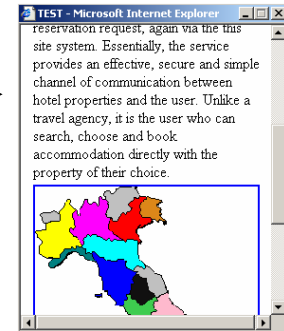 TEST - Microsoft Internet Explorer
reservation request, again via the this
site system. Essentially, the service
provides an effective, secure and simple
channel of communication between
hotel properties and the user. Unlike a
travel agency, it is the user who can
search, choose and book
accommodation directly with the
property of their choice.